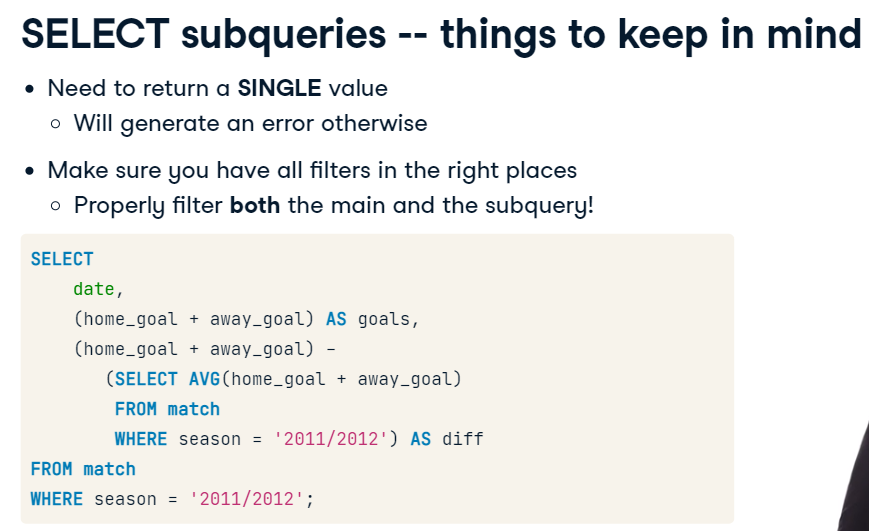 SELECT subqueries -- things to keep in mind
• Need to return a SINGLE value
○ Will generate an error otherwise
• Make sure you have all filters in the right places
○ Properly filter both the main and the subquery!
SELECT
    date,
    (home_goal + away_goal) AS goals,
    (home_goal + away_goal) -
       (SELECT AVG(home_goal + away_goal)
        FROM match
        WHERE season = '2011/2012') AS diff
FROM match
WHERE season = '2011/2012';